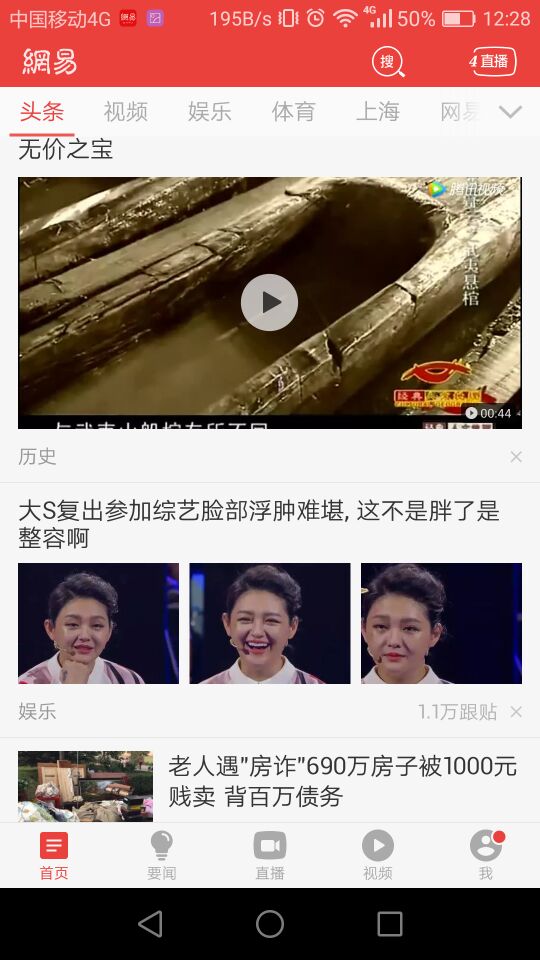 中国移动4G 195B/s 4G 50% 12:28
網易 搜 4直播
头条 视频 娱乐 体育 上海 网易
无价之宝
腾讯视频
武夷悬棺
经典
00:44
历史
大S复出参加综艺脸部浮肿难堪, 这不是胖了是
整容啊
娱乐 1.1万跟贴
老人遇"房诈"690万房子被1000元
贱卖 背百万债务
首页 要闻 直播 视频 我